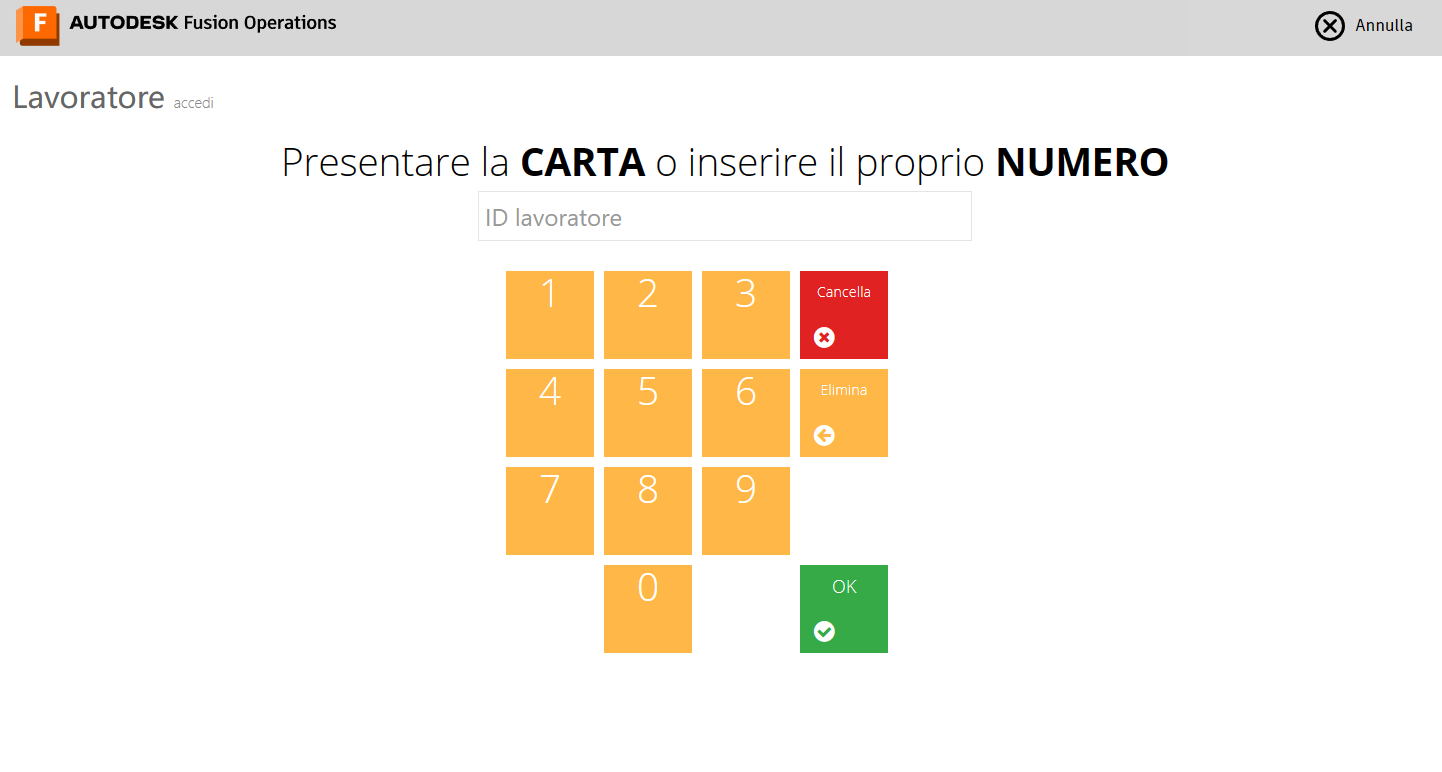 F AUTODESK Fusion Operations
Annulla
Lavoratore accedi
Presentare la CARTA o inserire il proprio NUMERO
ID lavoratore
1 2 3 Cancella
4 5 6 Elimina
7 8 9
0 OK